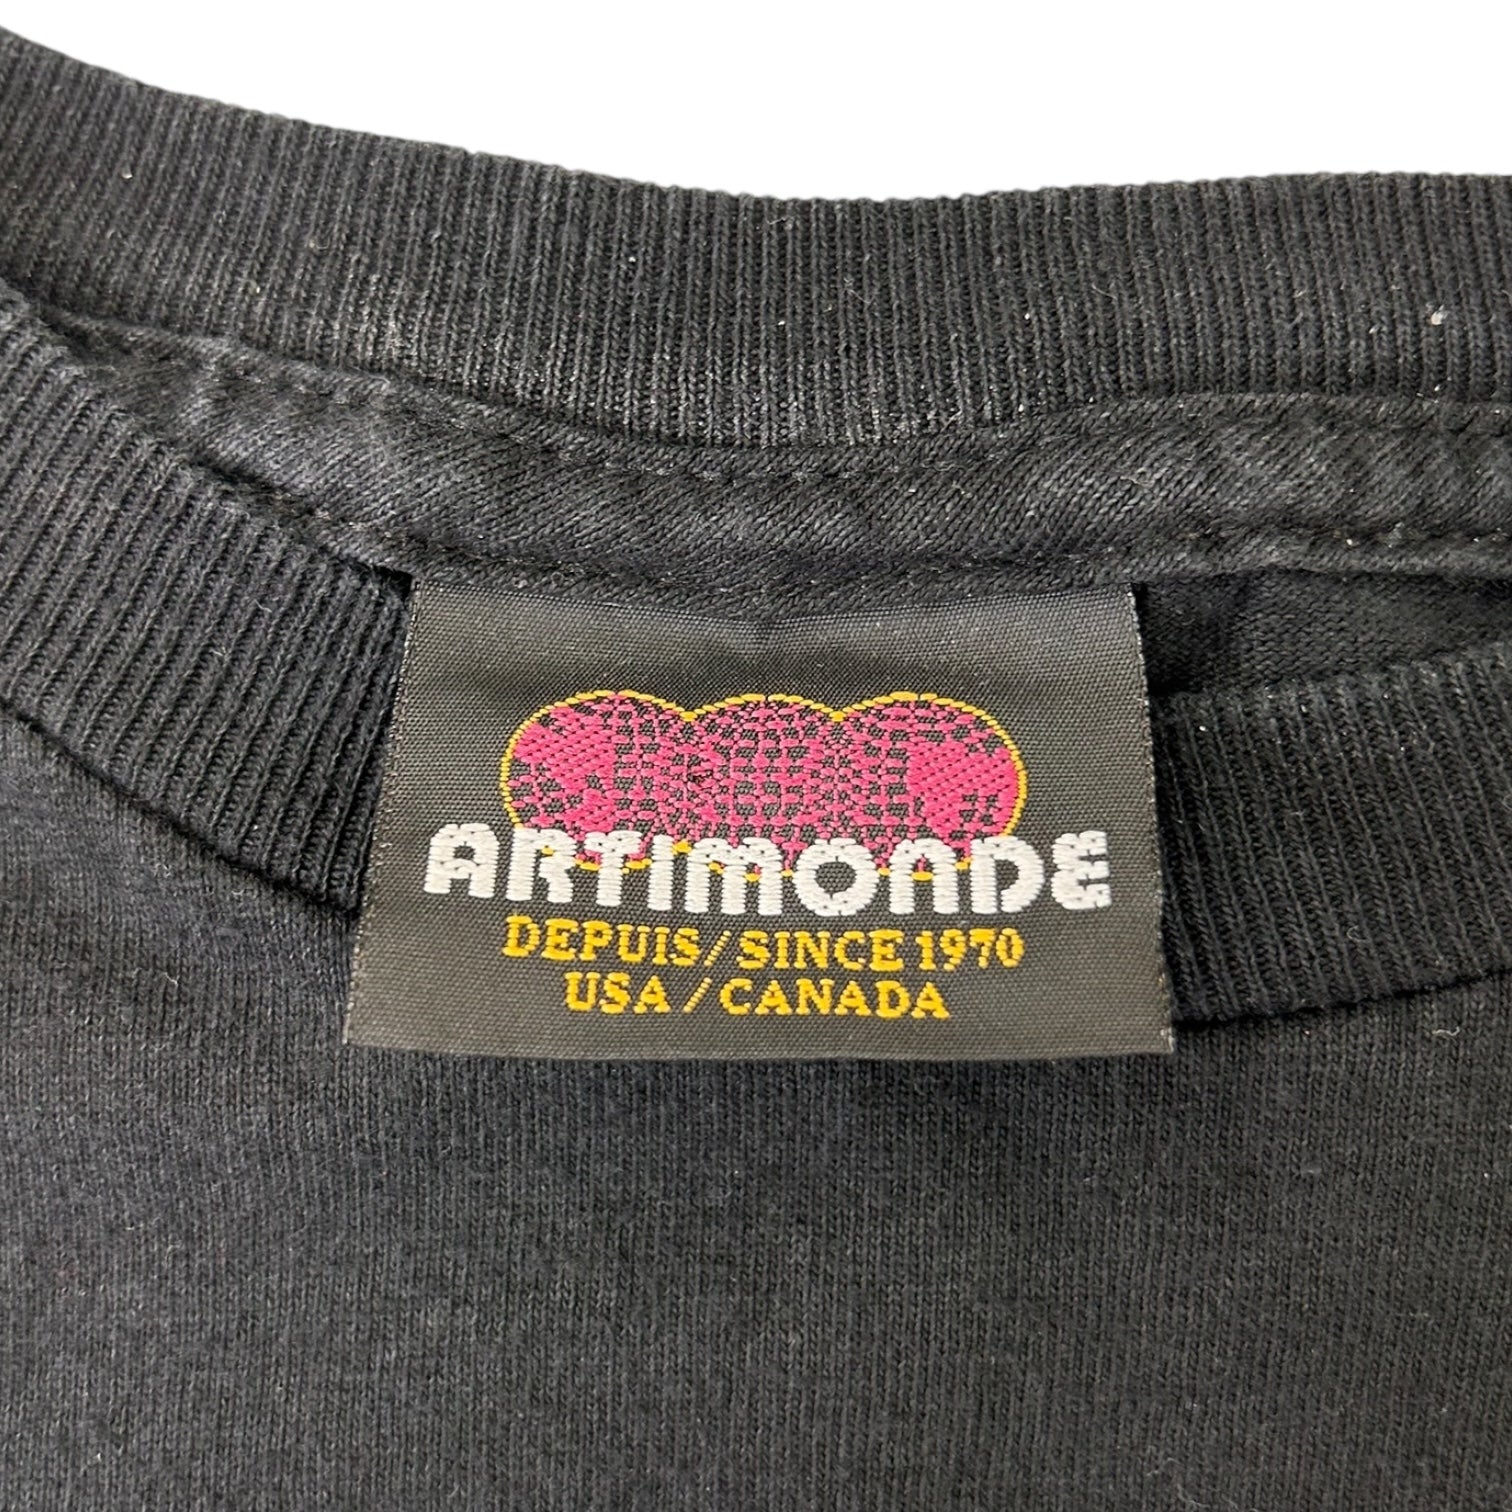 ARTIMONDE
DEPUIS/SINCE 1970
USA/CANADA